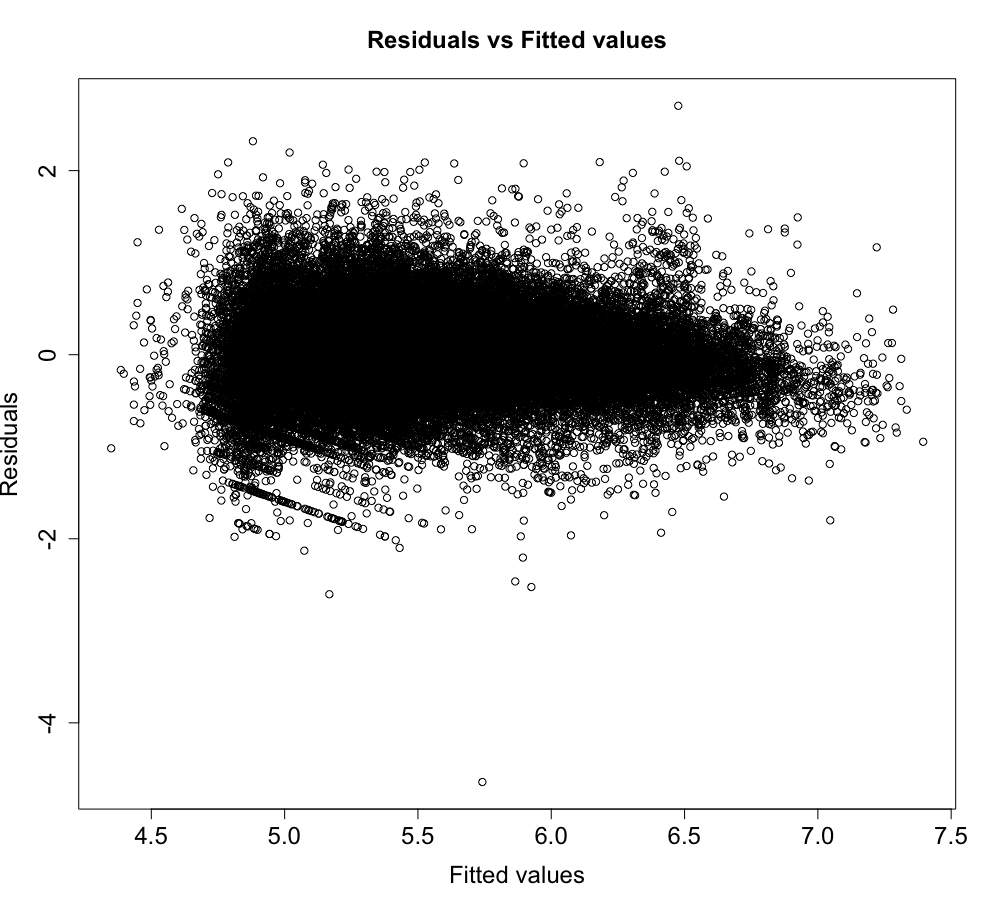 Residuals vs Fitted values
Residuals
2
0
-2
-4
4.5 5.0 5.5 6.0 6.5 7.0 7.5
Fitted values